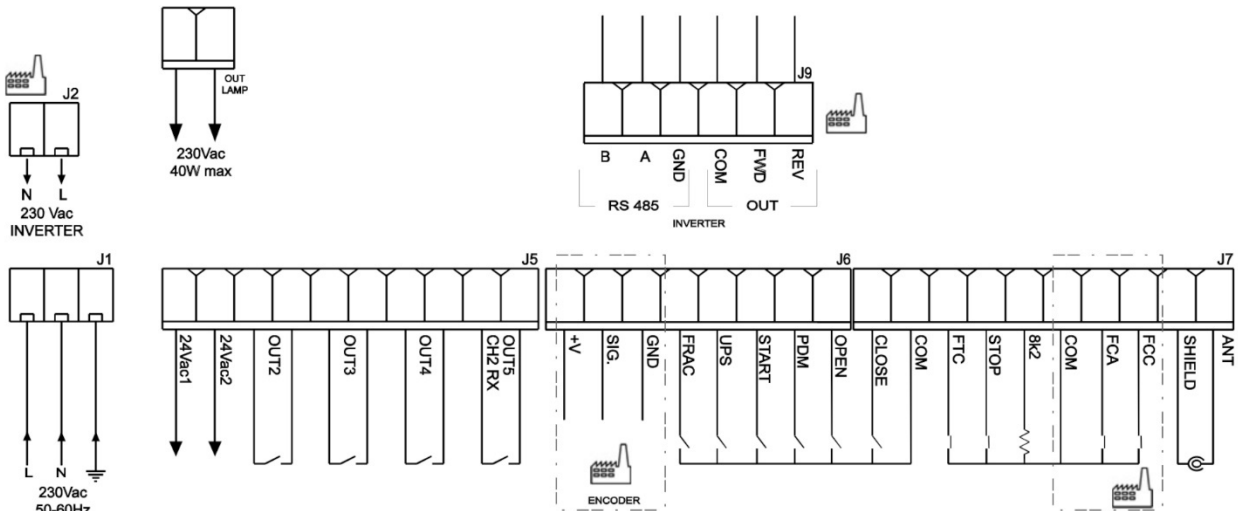 J2
N L
230 Vac
INVERTER
OUT
LAMP
230Vac
40W max
J9
B A GND COM FWD REV
RS 485 OUT
INVERTER
J1
L N
230Vac
50-60Hz
J5
24Vac1
24Vac2
OUT2
OUT3
OUT4
OUT5
CH2 RX
J6
+V
SIG.
GND
FRAC
UPS
START
PDM
OPEN
ENCODER
J7
CLOSE
COM
FTC
STOP
8k2
COM
FCA
FCC
SHIELD
ANT